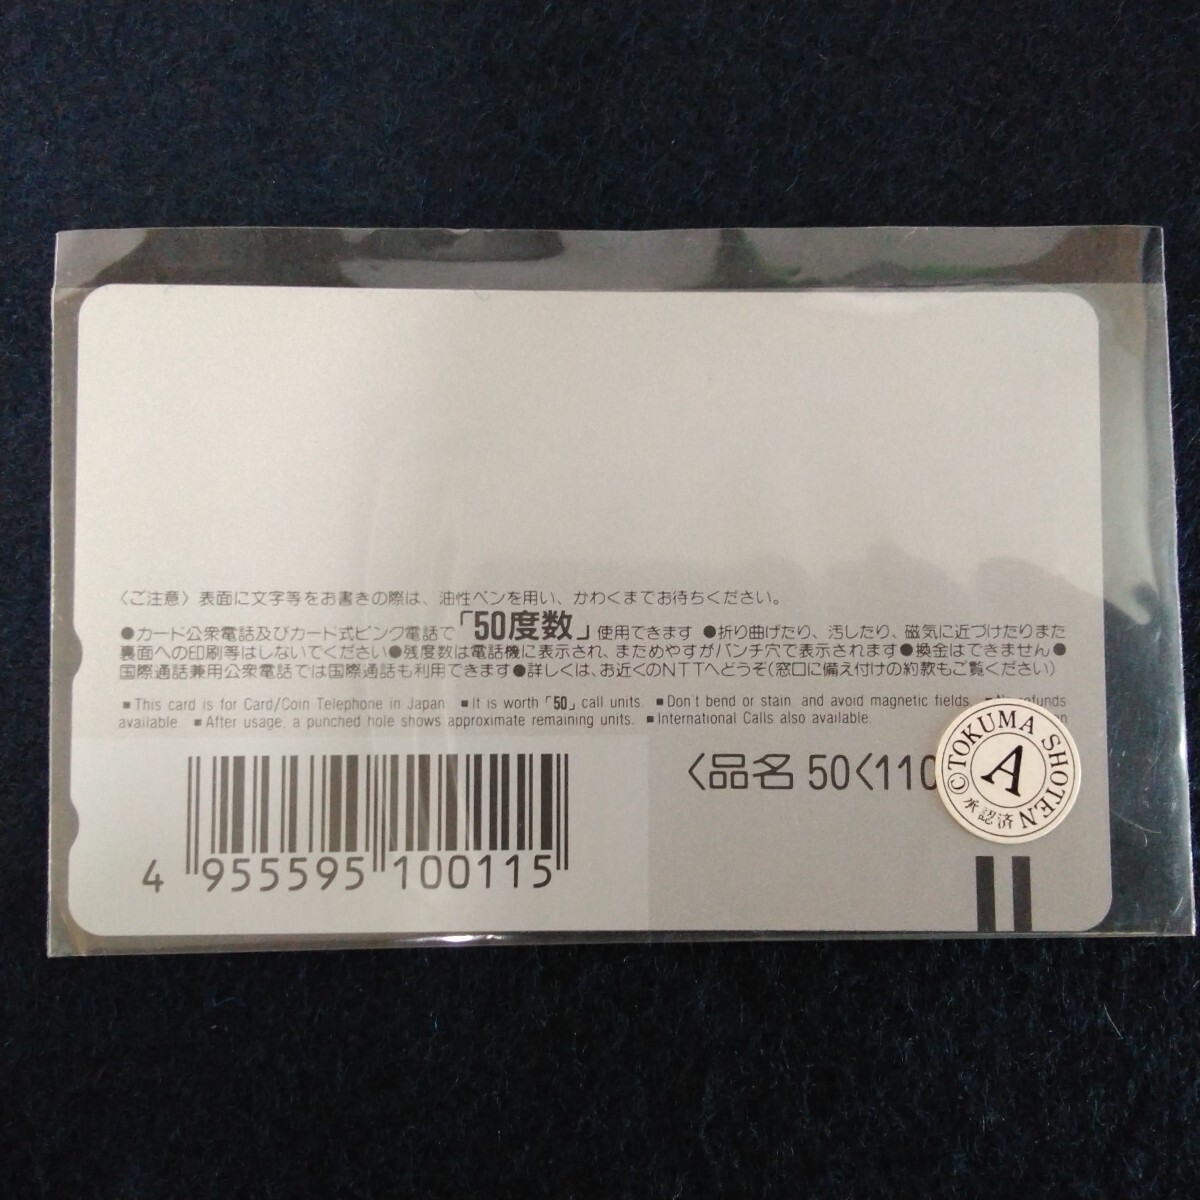 〈ご注意〉表面に文字等をお書きの際は、油性ペンを用い、かわくまでお待ちください。
●カード公衆電話及びカード式ピンク電話で「50度数」使用できます ●折り曲げたり、汚したり、磁気に近づけたりまた
裏面への印刷等はしないでください●残度数は電話機に表示され、まためやすがパンチ穴で表示されます●換金はできません●
国際通話兼用公衆電話では国際通話も利用できます●詳しくは、お近くのNTTへどうぞ(窓口に備え付けの約款もご覧ください)
■This card is for Card/Coin Telephone in Japan ■It is worth「50」call units. ■Don't bend or stain, and avoid magnetic fields. refunds
available. ■After usage, a punched hole shows approximate remaining units. ■International Calls also available.
〈品名 50〈110
©TOKUMA SHOTEN
A
承認済
4 955595 100115